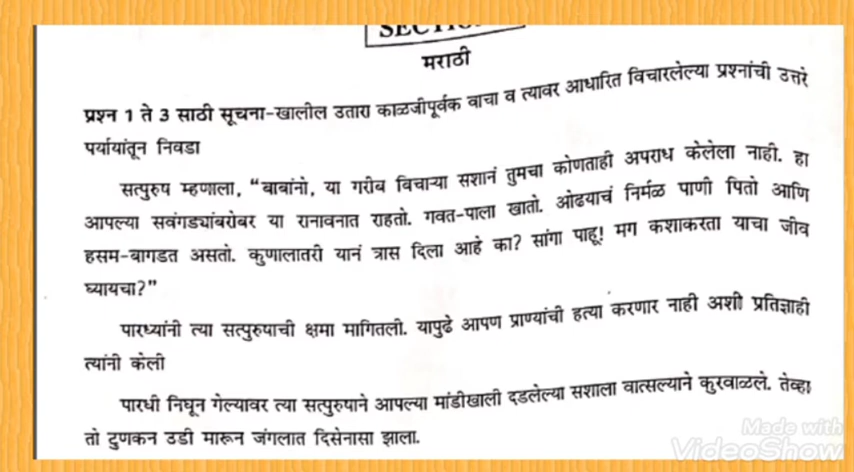 SECTIO
मराठी
प्रश्न 1 ते 3 साठी सूचना-खालील उतारा काळजीपूर्वक वाचा व त्यावर आधारित विचारलेल्या प्रश्नांची उत्तरे
पर्यायांतून निवडा
सत्पुरुष म्हणाला, “बाबांनो, या गरीब बिचाऱ्या सशानं तुमचा कोणताही अपराध केलेला नाही. हा
आपल्या सवंगड्यांबरोबर या रानावनात राहतो. गवत-पाला खातो. ओढयाचं निर्मळ पाणी पितो आणि
हसम-बागडत असतो. कुणालातरी यानं त्रास दिला आहे का? सांगा पाहू! मग कशाकरता याचा जीव
घ्यायचा?”
पारध्यांनी त्या सत्पुरुषाची क्षमा मागितली. यापुढे आपण प्राण्यांची हत्या करणार नाही अशी प्रतिज्ञाही
त्यांनी केली
पारधी निघून गेल्यावर त्या सत्पुरुषाने आपल्या मांडीखाली दडलेल्या सशाला वात्सल्याने कुरवाळले. तेव्हा
तो टुणकन उडी मारून जंगलात दिसेनासा झाला.
Made with
VideoShow